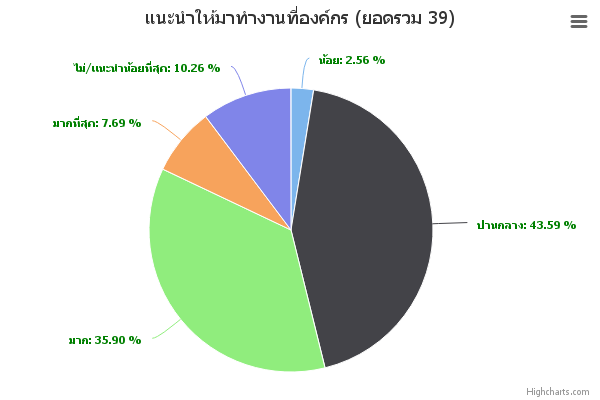 แนะนำให้มาทำงานที่องค์กร (ยอดรวม 39)
น้อย: 2.56 %
ไม่/แนะนำน้อยที่สุด: 10.26 %
มากที่สุด: 7.69 %
ปานกลาง: 43.59 %
มาก: 35.90 %
Highcharts.com